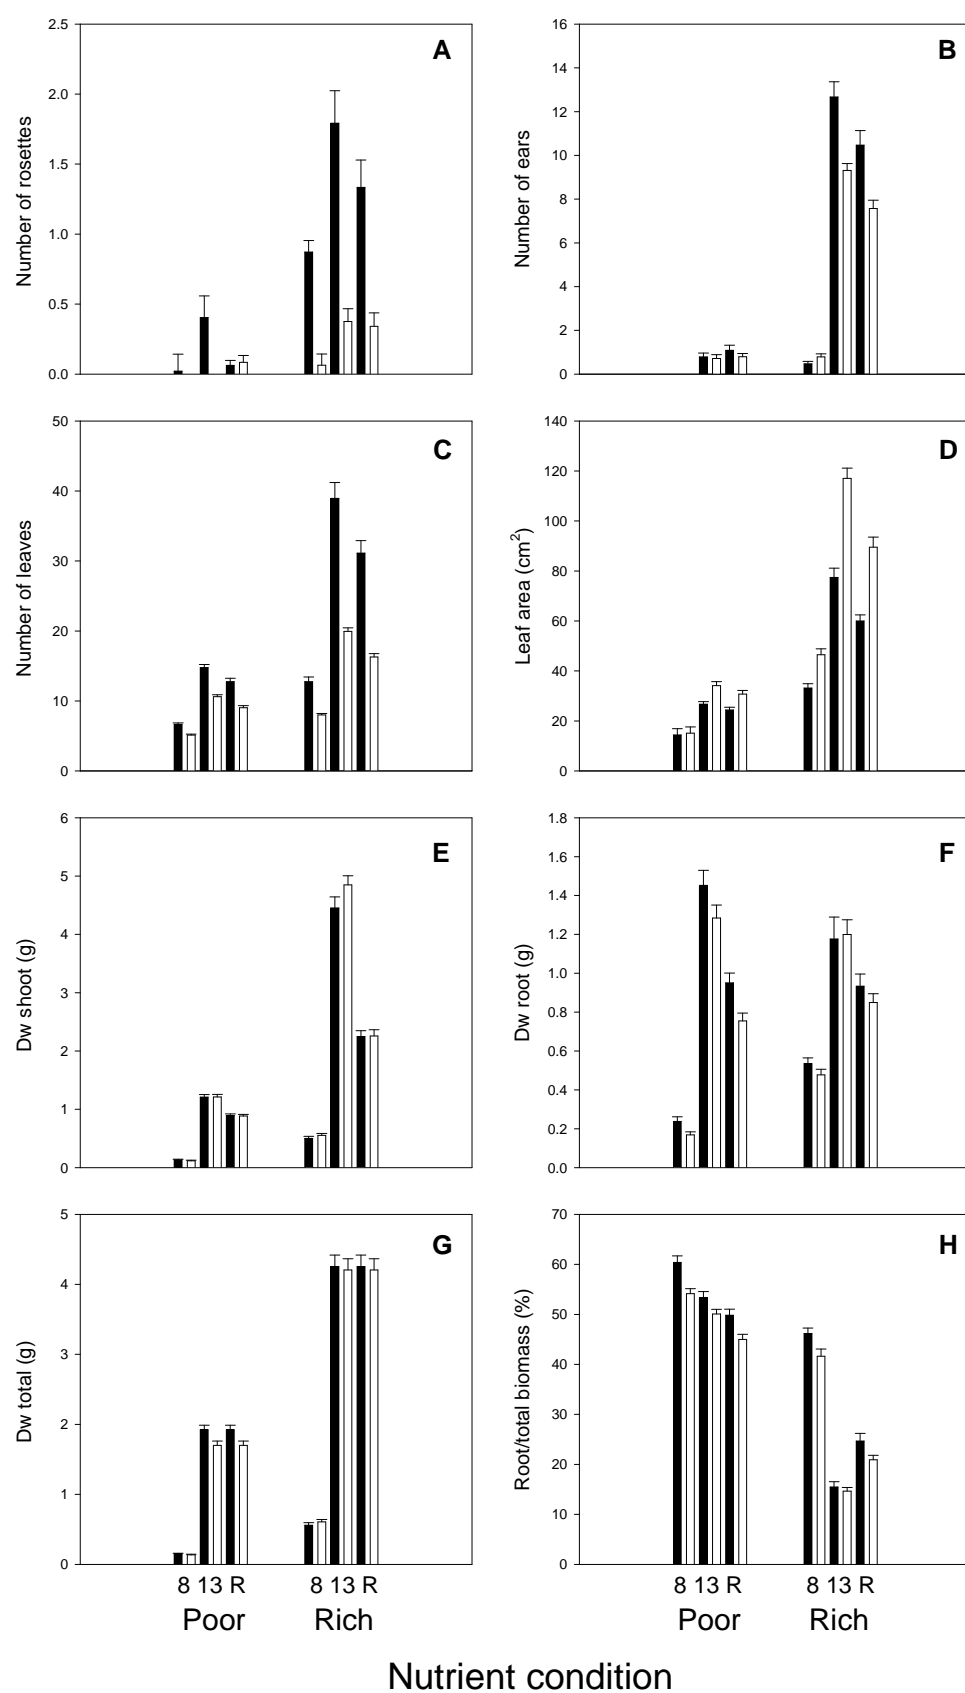 2.5
2.0
1.5
1.0
0.5
0.0
Number of rosettes
A
16
14
12
10
8
6
4
2
0
Number of ears
B
50
40
30
20
10
0
Number of leaves
C
140
120
100
80
60
40
20
0
Leaf area (cm²)
D
6
5
4
3
2
1
0
Dw shoot (g)
E
1.8
1.6
1.4
1.2
1.0
0.8
0.6
0.4
0.2
0.0
Dw root (g)
F
5
4
3
2
1
0
Dw total (g)
G
70
60
50
40
30
20
10
0
Root/total biomass (%)
H
8 13 R 8 13 R
Poor Rich
8 13 R 8 13 R
Poor Rich
Nutrient condition